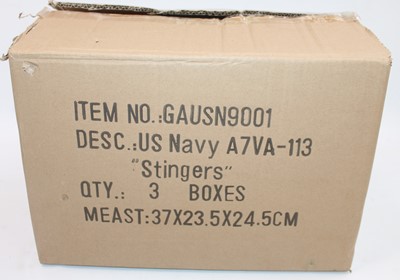 ITEM NO.:GAUSN9001
DESC.:US Navy A7VA-113
"Stingers"
QTY.: 3 BOXES
MEAST:37X23.5X24.5CM